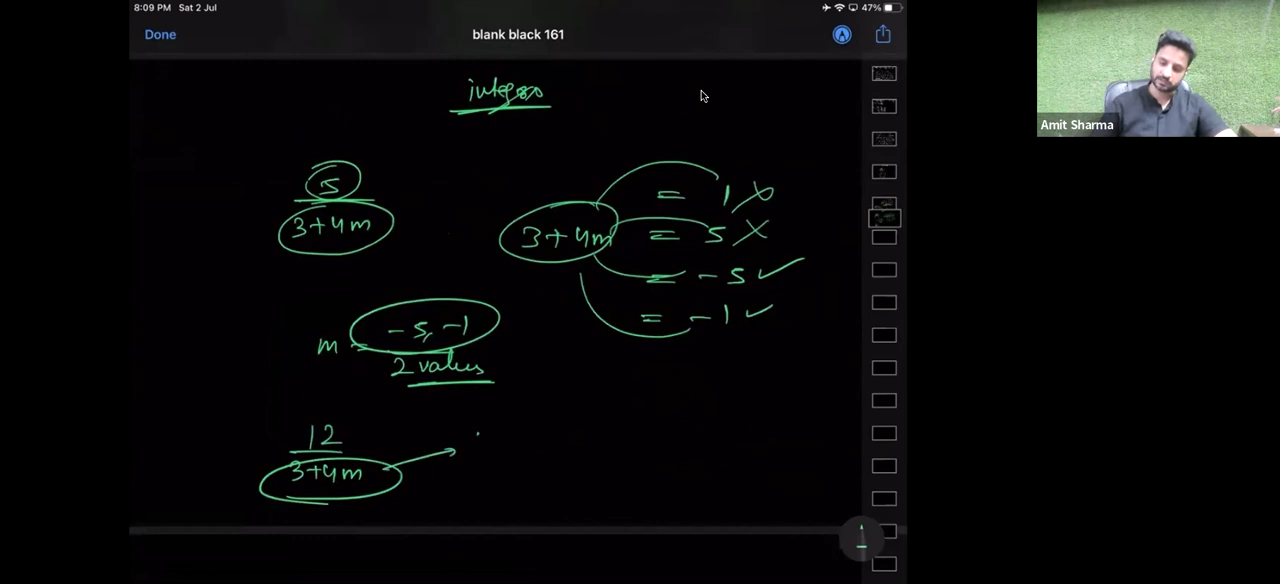 8:09 PM Sat 2 Jul
47%
Done
blank black 161
integers
5
3+4m
3+4m
= 1
= 5
= -5
= -1
m = -5, -1
2 values
12
3+4m
Amit Sharma